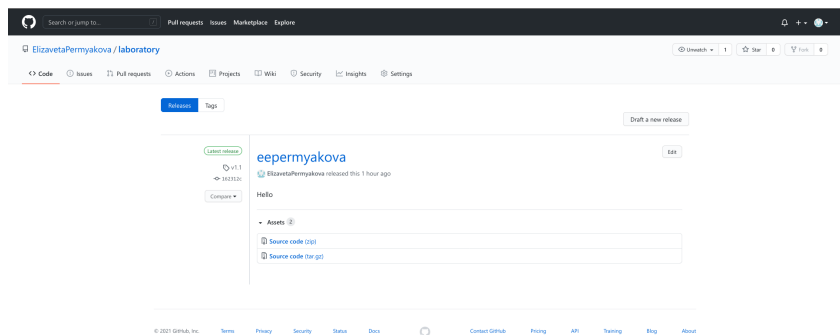 Search or jump to... /
Pull requests Issues Marketplace Explore
ElizavetaPermyakova / laboratory
Unwatch 1 Star 0 Fork 0
Code Issues Pull requests Actions Projects Wiki Security Insights Settings
Releases Tags
Draft a new release
Latest release
v1.1
162312c
Compare
eepermyakova
Edit
ElizavetaPermyakova released this 1 hour ago
Hello
Assets 2
Source code (zip)
Source code (tar.gz)
© 2021 GitHub, Inc. Terms Privacy Security Status Docs Contact GitHub Pricing API Training Blog About